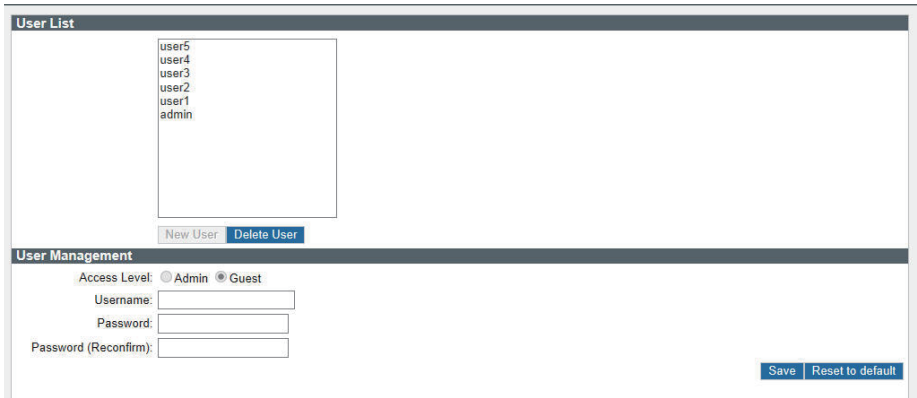 User List
user5
user4
user3
user2
user1
admin
New User Delete User
User Management
Access Level: Admin Guest
Username:
Password:
Password (Reconfirm):
Save Reset to default